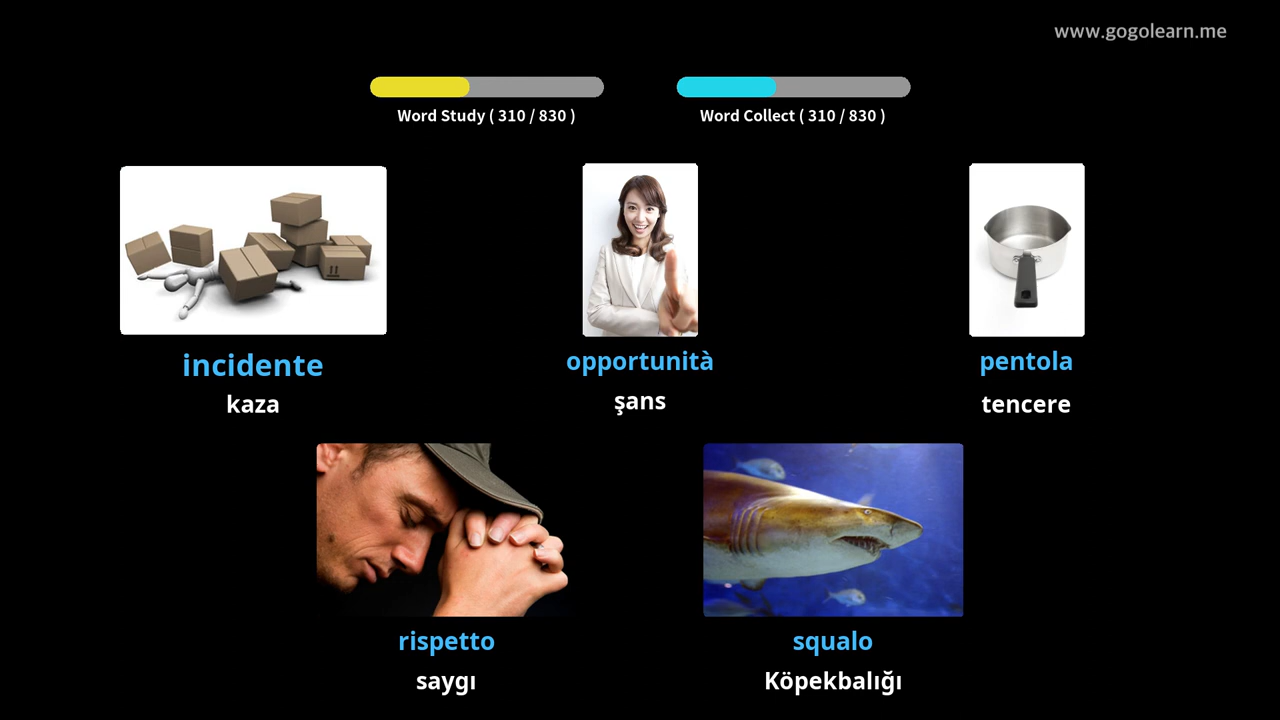 www.gogolearn.me
Word Study ( 310 / 830 )
Word Collect ( 310 / 830 )
incidente
kaza
opportunità
şans
pentola
tencere
rispetto
saygı
squalo
Köpekbalığı